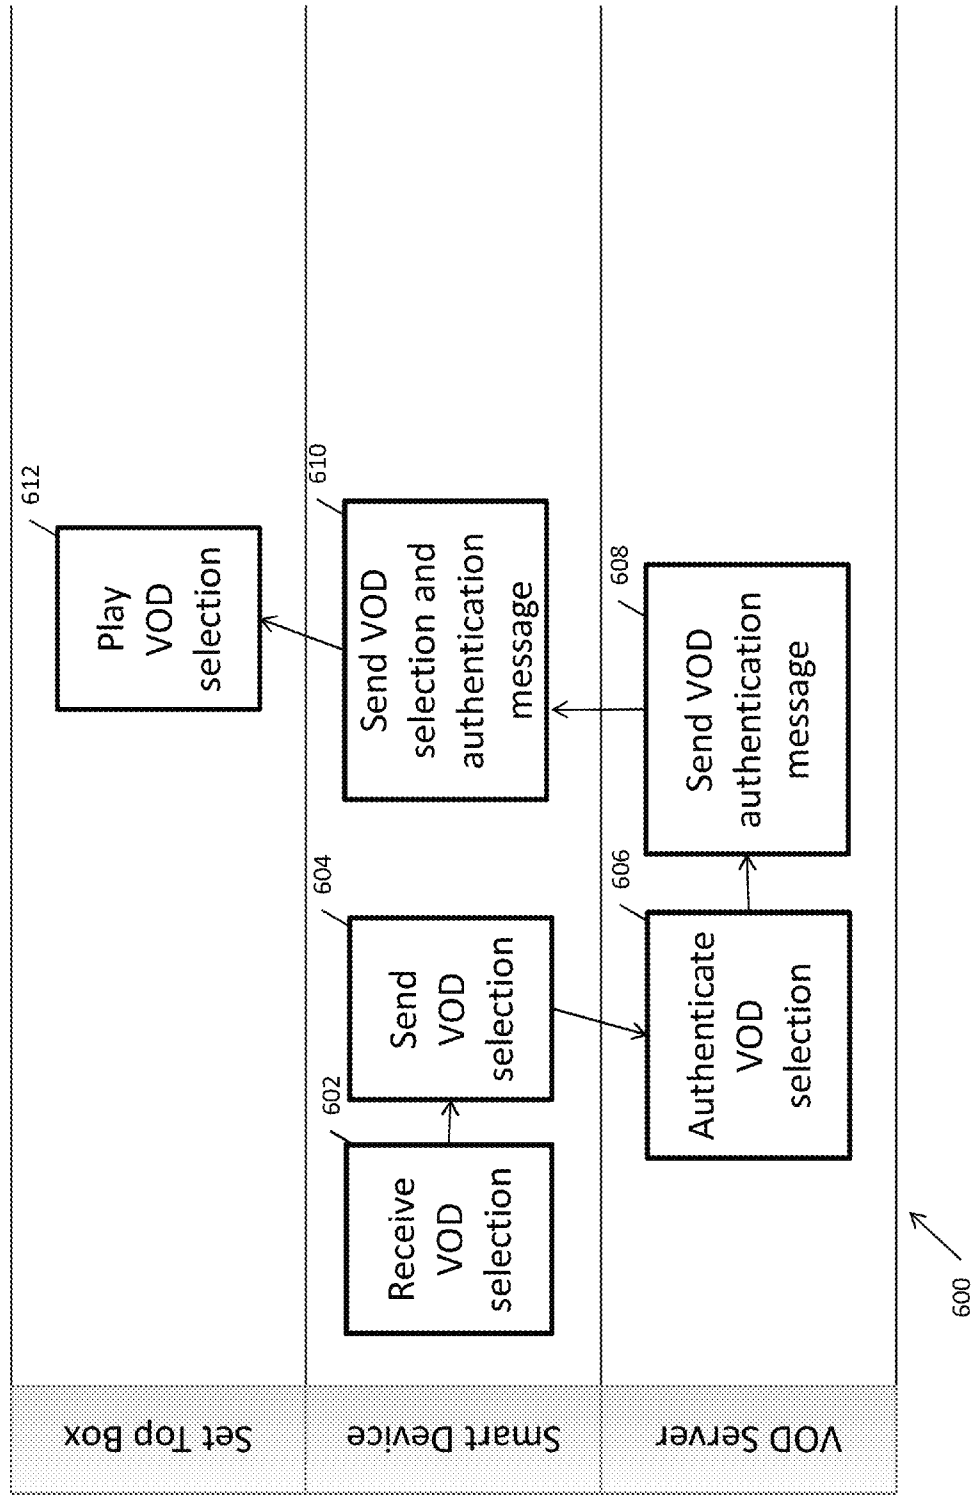 Set Top Box
Smart Device
VOD Server
612
Play
VOD
selection
602
Receive
VOD
selection
604
Send
VOD
selection
610
Send VOD
selection and
authentication
message
606
Authenticate
VOD
selection
608
Send VOD
authentication
message
600